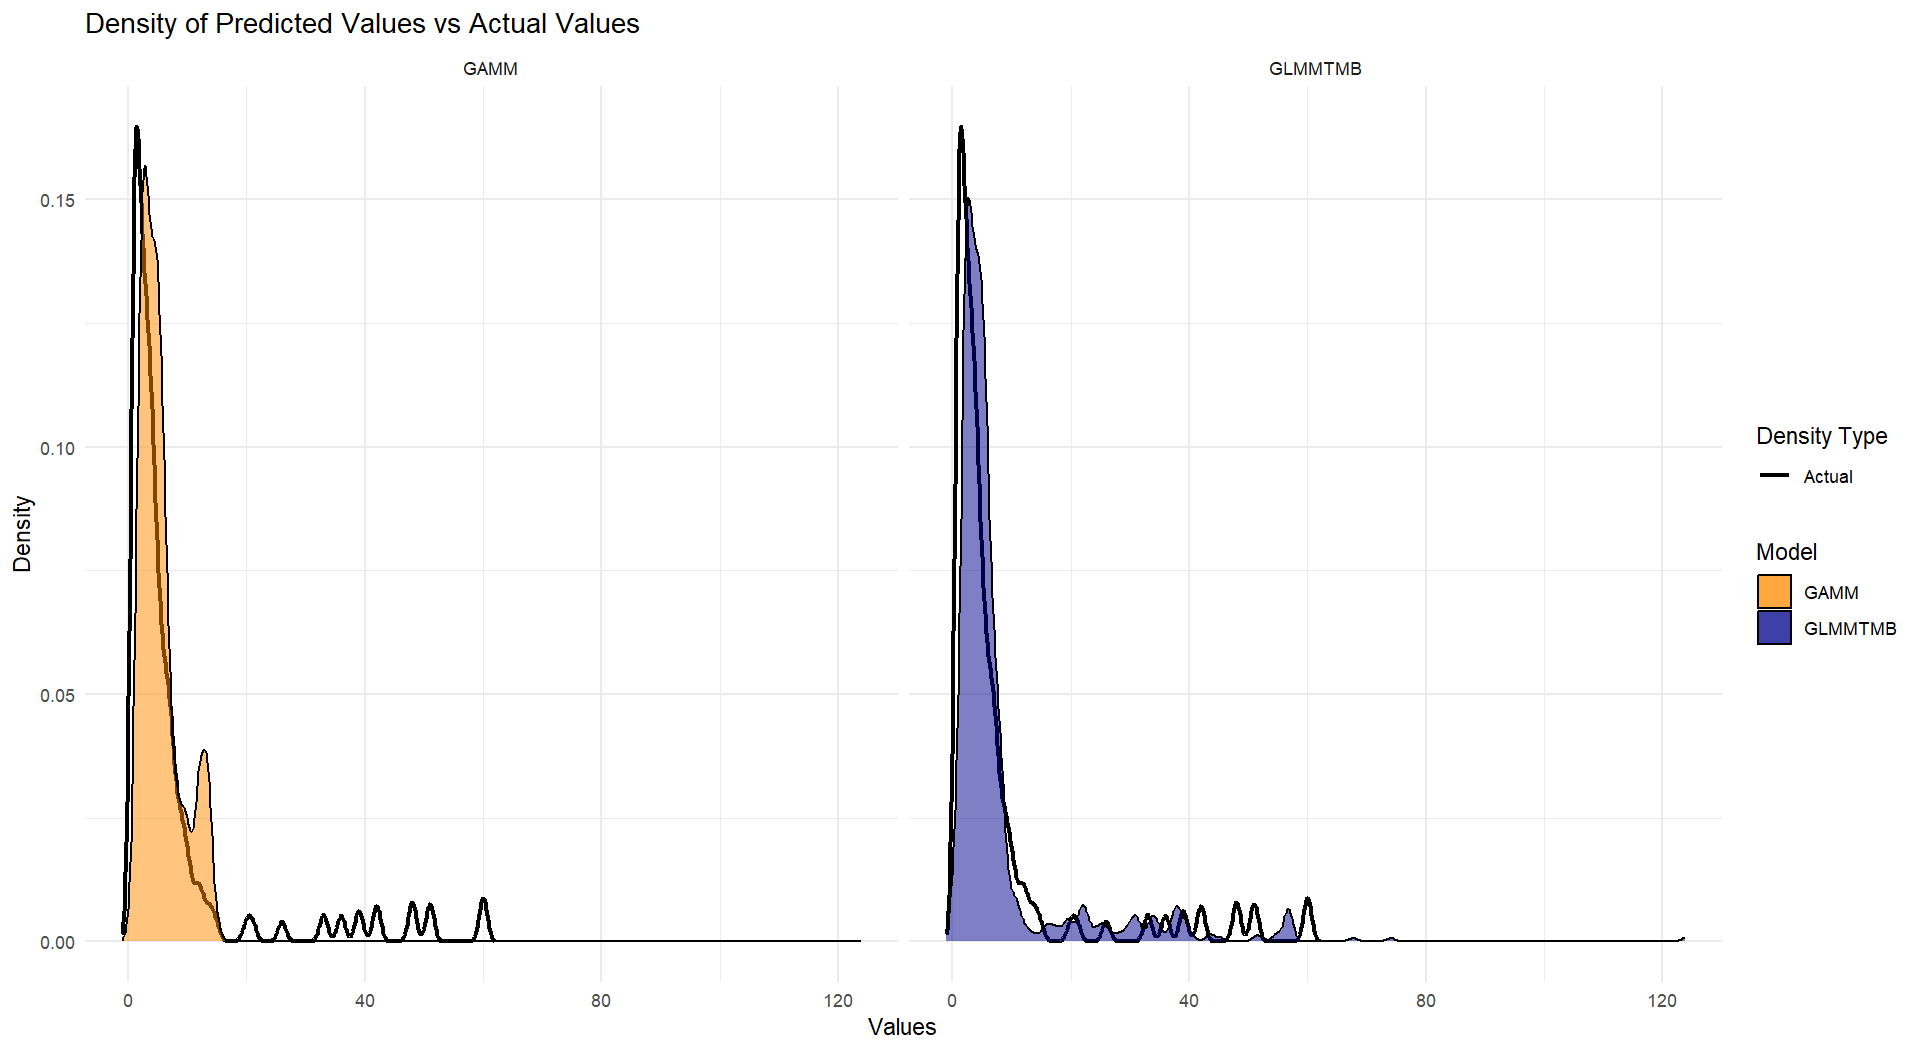 Density of Predicted Values vs Actual Values
GAMM
GLMMTMB
Density
0.15
0.10
0.05
0.00
0 40 80 120
0 40 80 120
Values
Density Type
Actual
Model
GAMM
GLMMTMB